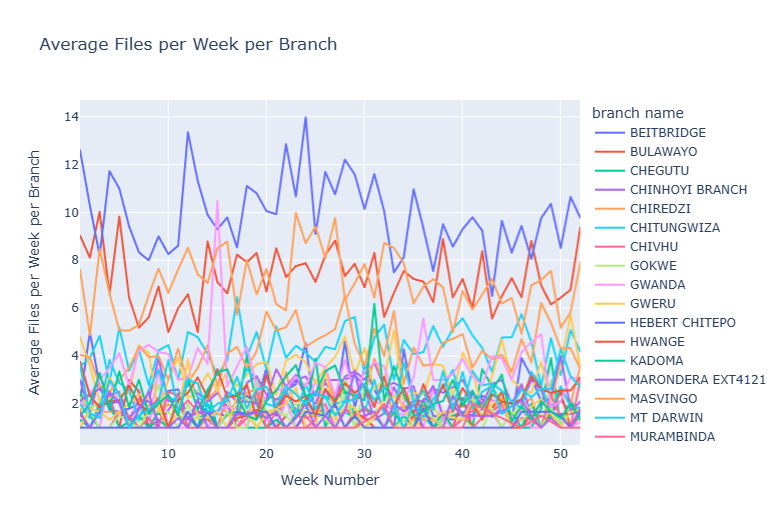 Average Files per Week per Branch
branch name
BEITBRIDGE
BULAWAYO
CHEGUTU
CHINHOYI BRANCH
CHIREDZI
CHITUNGWIZA
CHIVHU
GOKWE
GWANDA
GWERU
HEBERT CHITEPO
HWANGE
KADOMA
MARONDERA EXT4121
MASVINGO
MT DARWIN
MURAMBINDA
Average Files per Week per Branch
14
12
10
8
6
4
2
10 20 30 40 50
Week Number